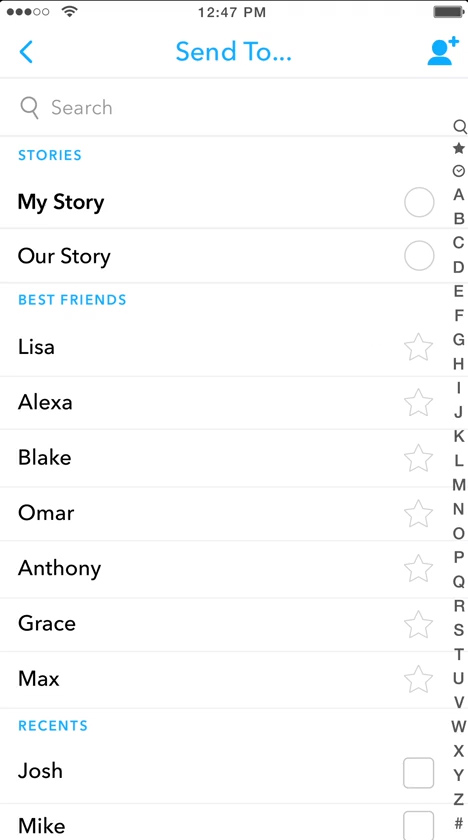 12:47 PM
Send To...
Search
STORIES
My Story
Our Story
BEST FRIENDS
Lisa
Alexa
Blake
Omar
Anthony
Grace
Max
RECENTS
Josh
Mike
A
B
C
D
E
F
G
H
I
J
K
L
M
N
O
P
Q
R
S
T
U
V
W
X
Y
Z
#